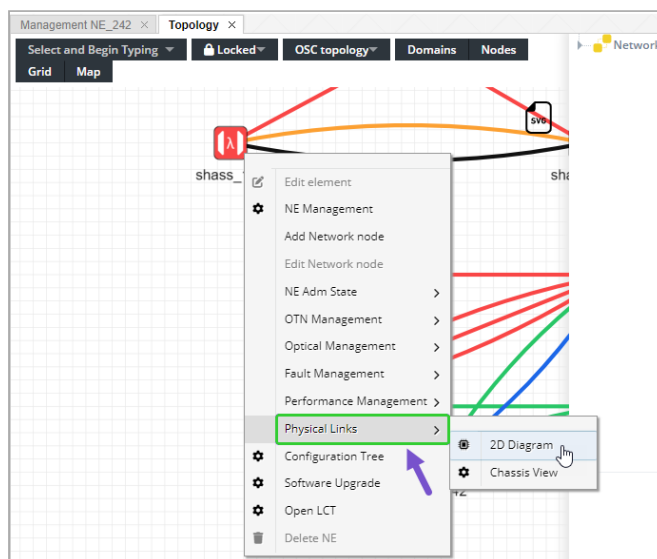 Management NE_242 ×
Topology ×
Select and Begin Typing
Locked
OSC topology
Domains
Nodes
Grid
Map
Network
SVG
shass_
sha
Edit element
NE Management
Add Network node
Edit Network node
NE Adm State
OTN Management
Optical Management
Fault Management
Performance Management
Physical Links
2D Diagram
Configuration Tree
Chassis View
Software Upgrade
Open LCT
Delete NE